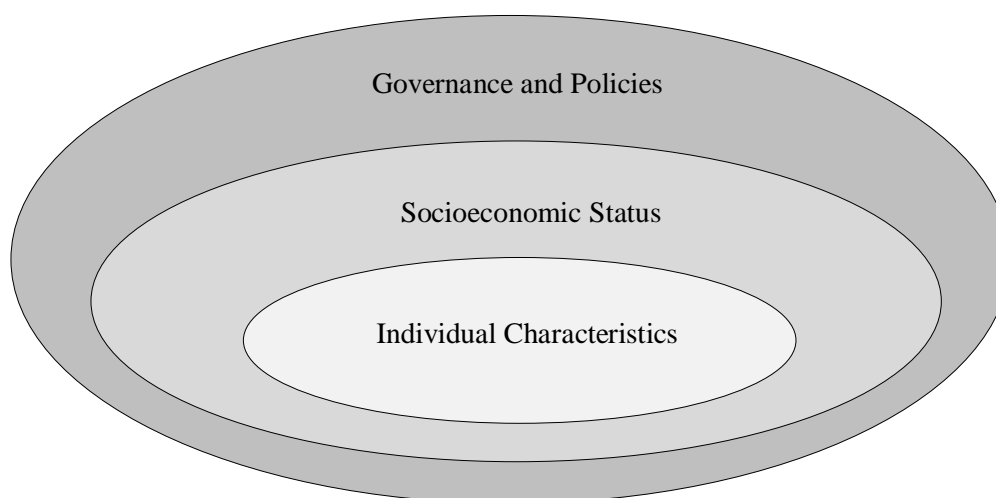 Governance and Policies
Socioeconomic Status
Individual Characteristics